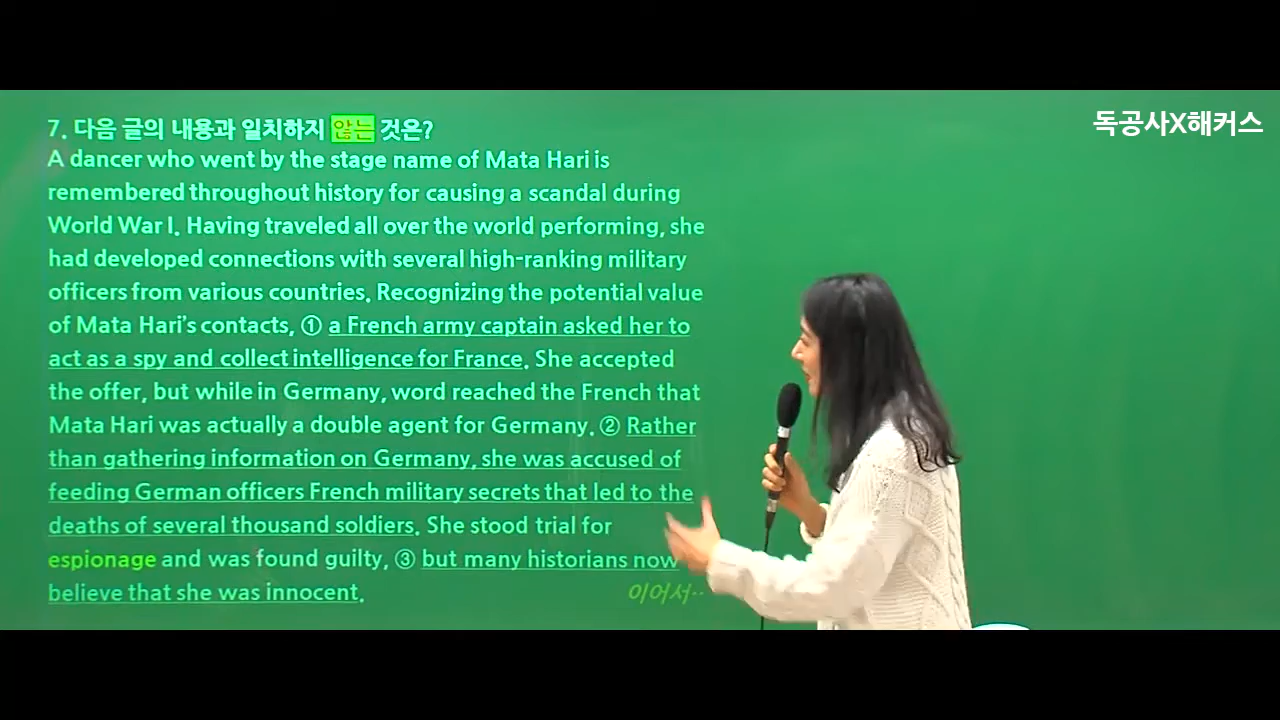 독공사X해커스
7. 다음 글의 내용과 일치하지 않는 것은?
A dancer who went by the stage name of Mata Hari is
remembered throughout history for causing a scandal during
World War I. Having traveled all over the world performing, she
had developed connections with several high-ranking military
officers from various countries. Recognizing the potential value
of Mata Hari's contacts, ① a French army captain asked her to
act as a spy and collect intelligence for France. She accepted
the offer, but while in Germany, word reached the French that
Mata Hari was actually a double agent for Germany. ② Rather
than gathering information on Germany, she was accused of
feeding German officers French military secrets that led to the
deaths of several thousand soldiers. She stood trial for
espionage and was found guilty, ③ but many historians now
believe that she was innocent.
이어서··